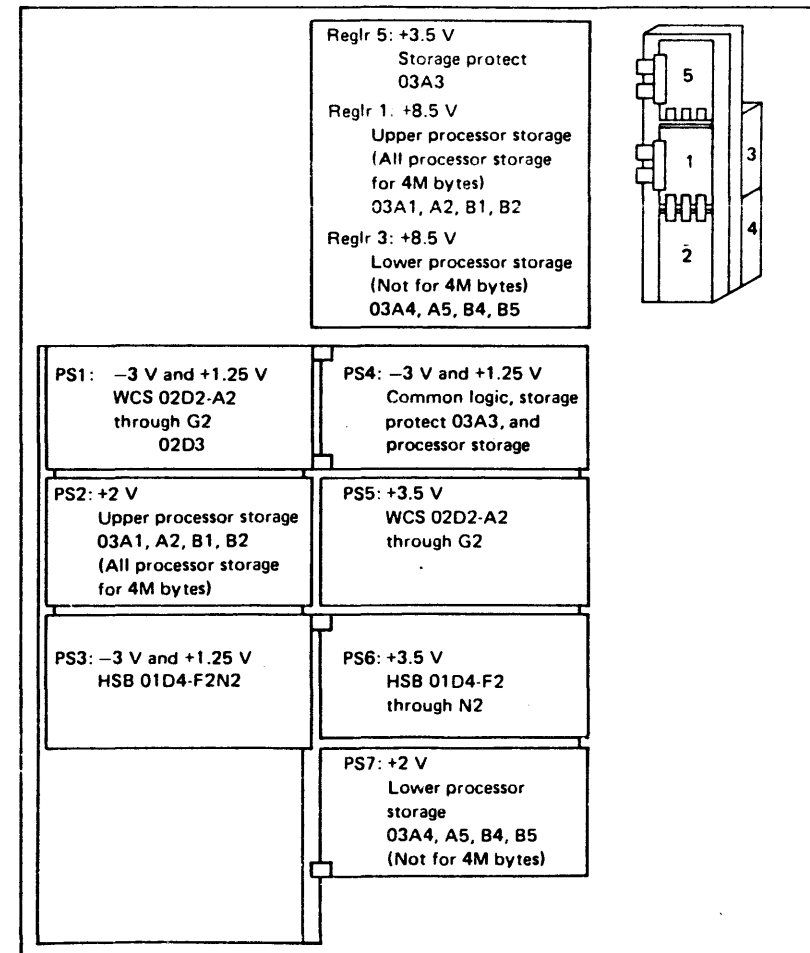 Reglr 5: +3.5 V
Storage protect
03A3
Reglr 1. +8.5 V
Upper processor storage
(All processor storage
for 4M bytes)
03A1, A2, B1, B2
Reglr 3: +8.5 V
Lower processor storage
(Not for 4M bytes)
03A4, A5, B4, B5
5
1
2
3
4
PS1: −3 V and +1.25 V
WCS 02D2-A2
through G2
02D3
PS4: −3 V and +1.25 V
Common logic, storage
protect 03A3, and
processor storage
PS2: +2 V
Upper processor storage
03A1, A2, B1, B2
(All processor storage
for 4M bytes)
PS5: +3.5 V
WCS 02D2-A2
through G2
PS3: −3 V and +1.25 V
HSB 01D4-F2N2
PS6: +3.5 V
HSB 01D4-F2
through N2
PS7: +2 V
Lower processor
storage
03A4, A5, B4, B5
(Not for 4M bytes)